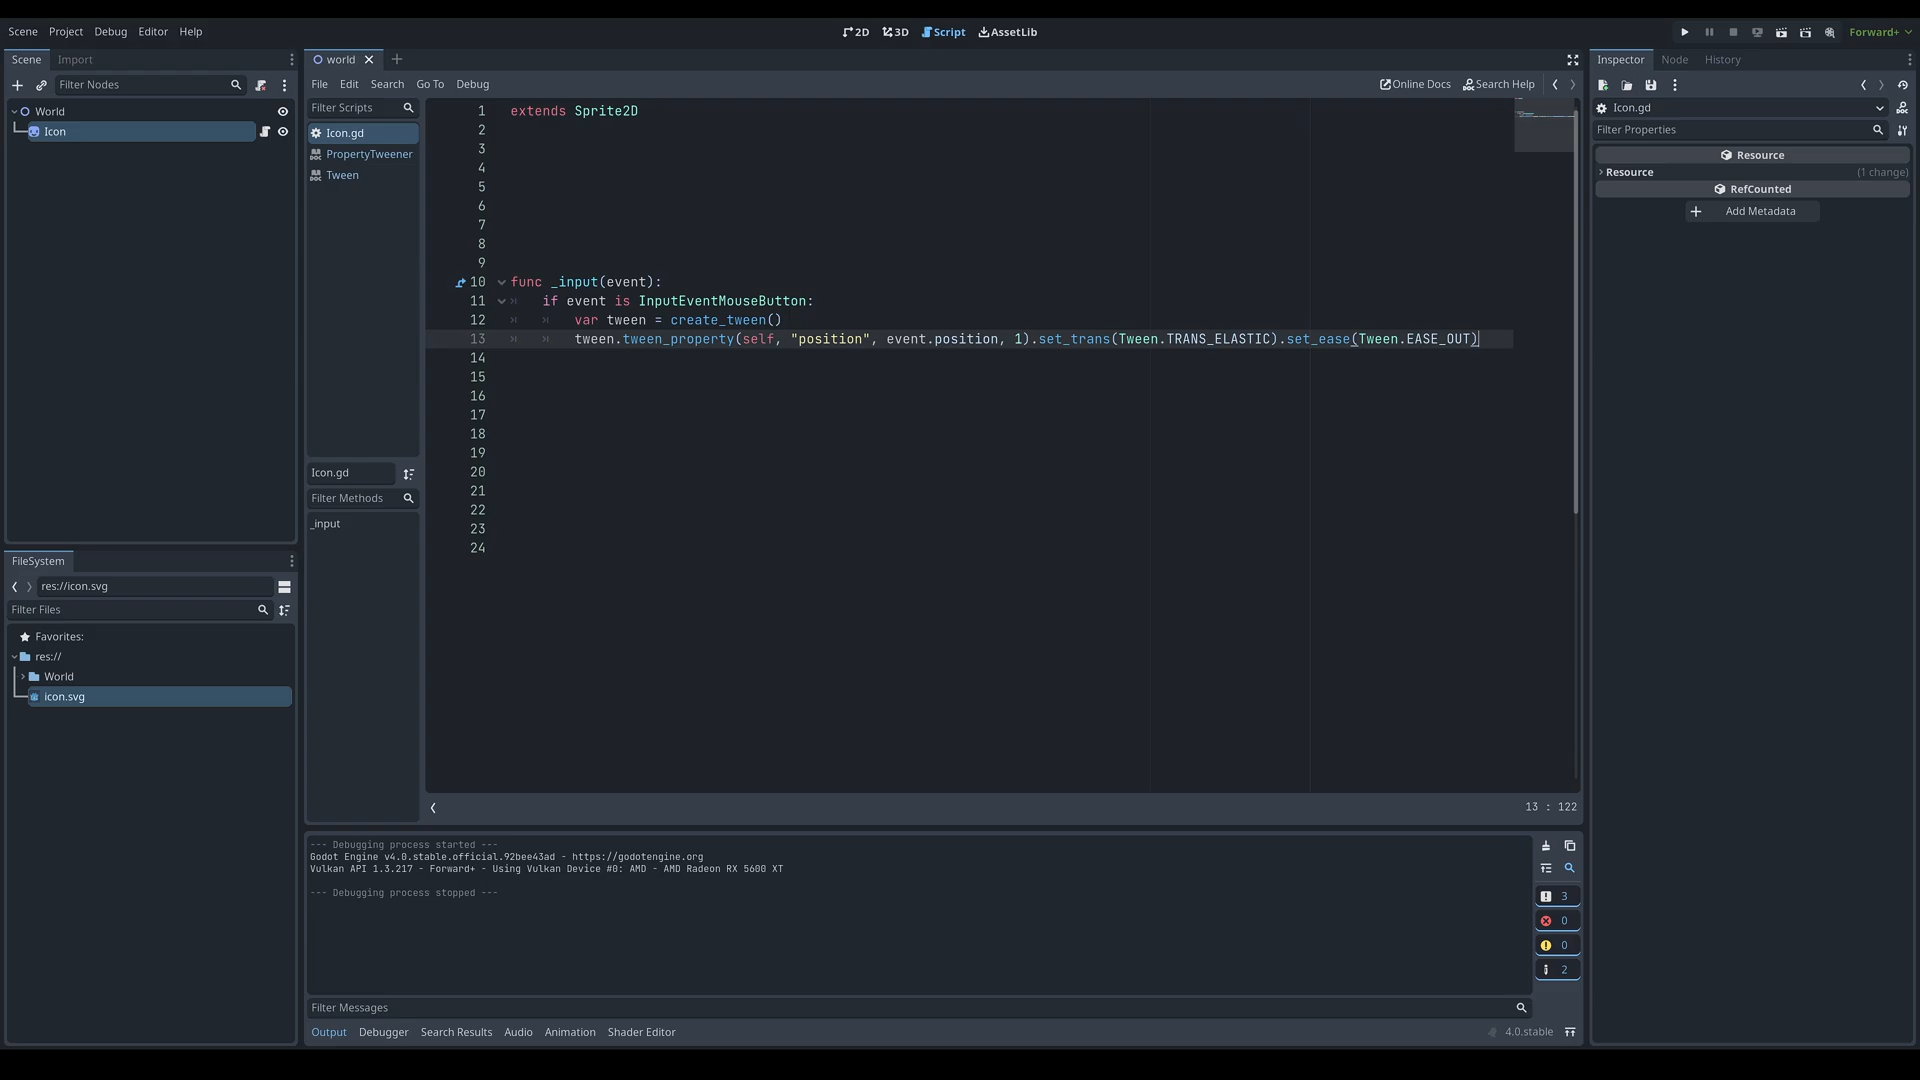 Scene Project Debug Editor Help
2D 3D Script AssetLib
Forward+
Scene Import
Filter Nodes
World
Icon
FileSystem
res://icon.svg
Filter Files
Favorites:
res://
World
icon.svg
world
File Edit Search Go To Debug
Online Docs Search Help
Filter Scripts
Icon.gd
PropertyTweener
Tween
Icon.gd
Filter Methods
_input
1 extends Sprite2D
2
3
4
5
6
7
8
9
10 func _input(event):
11 if event is InputEventMouseButton:
12 var tween = create_tween()
13 tween.tween_property(self, "position", event.position, 1).set_trans(Tween.TRANS_ELASTIC).set_ease(Tween.EASE_OUT)
14
15
16
17
18
19
20
21
22
23
24
13 : 122
--- Debugging process started ---
Godot Engine v4.0.stable.official.92bee43ad - https://godotengine.org
Vulkan API 1.3.217 - Forward+ - Using Vulkan Device #0: AMD - AMD Radeon RX 5600 XT
--- Debugging process stopped ---
3
0
0
2
Filter Messages
Output Debugger Search Results Audio Animation Shader Editor
4.0.stable
Inspector Node History
Icon.gd
Filter Properties
Resource
Resource (1 change)
RefCounted
Add Metadata